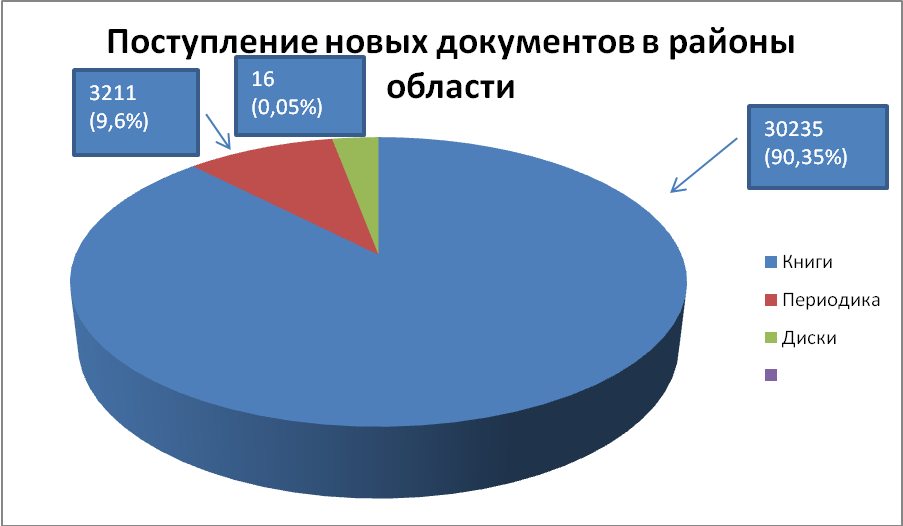 Поступление новых документов в районы
области
3211
(9,6%)
16
(0,05%)
30235
(90,35%)
Книги
Периодика
Диски